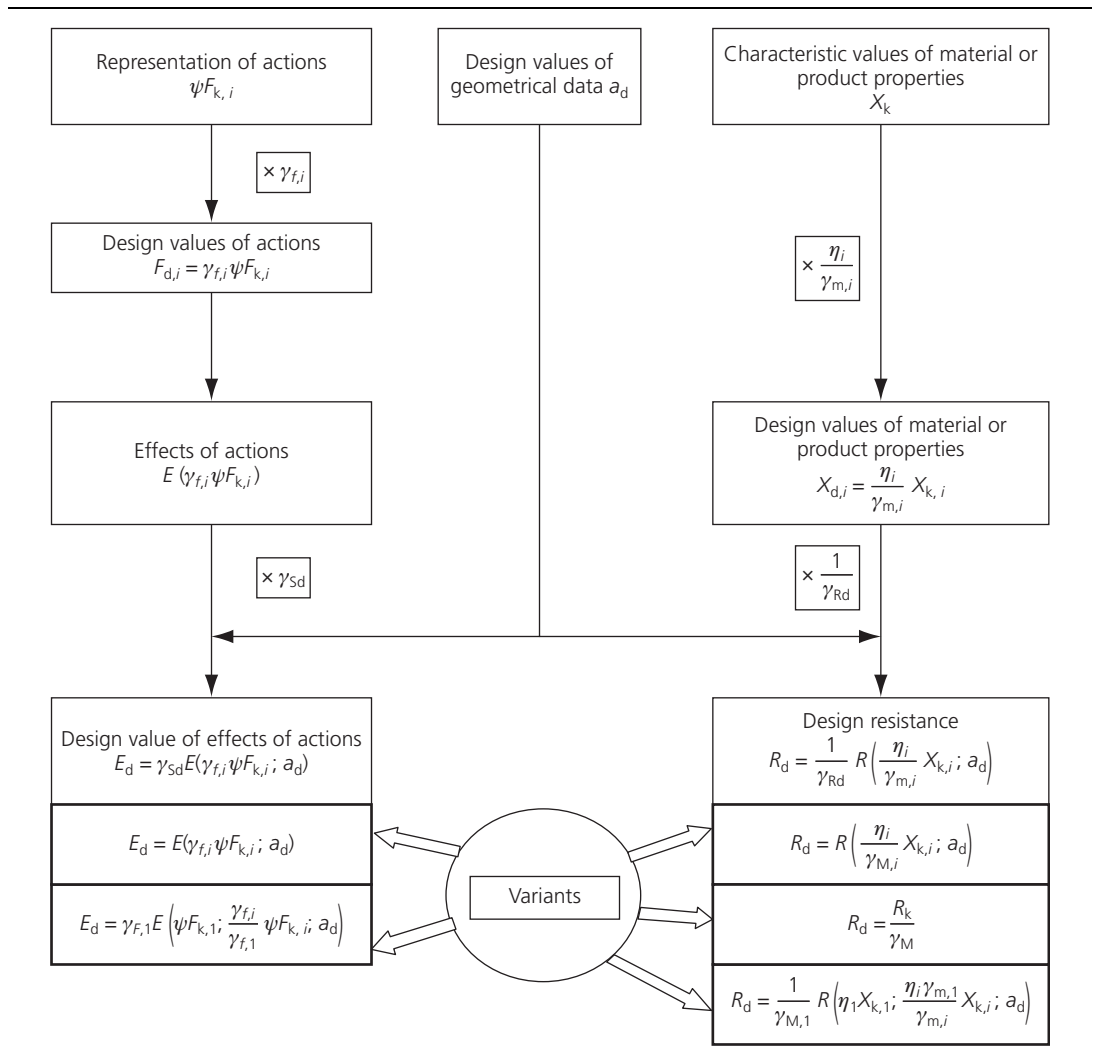 Representation of actions
ψF_{k, i}
Design values of
geometrical data a_d
Characteristic values of material or
product properties
X_k
× γ_{f,i}
Design values of actions
F_{d,i} = γ_{f,i} ψF_{k,i}
× η_i / γ_{m,i}
Effects of actions
E (γ_{f,i} ψF_{k,i})
Design values of material or
product properties
X_{d,i} = η_i / γ_{m,i} X_{k, i}
× γ_{Sd}
× 1 / γ_{Rd}
Design value of effects of actions
E_d = γ_{Sd}E(γ_{f,i} ψF_{k,i} ; a_d)
Design resistance
R_d = 1 / γ_{Rd} R(η_i / γ_{m,i} X_{k,i} ; a_d)
E_d = E(γ_{f,i} ψF_{k,i} ; a_d)
R_d = R(η_i / γ_{M,i} X_{k,i} ; a_d)
Variants
E_d = γ_{F,1}E (ψF_{k,1}; γ_{f,i} / γ_{f,1} ψF_{k, i}; a_d)
R_d = R_k / γ_M
R_d = 1 / γ_{M,1} R(η_1X_{k,1}; η_i γ_{m,1} / γ_{m,i} X_{k,i} ; a_d)